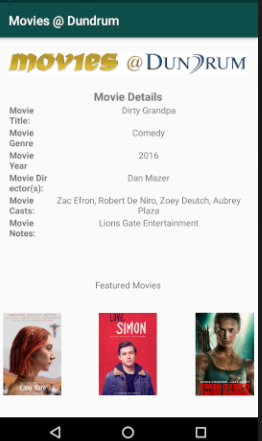 Movies @ Dundrum
movies @ DUNDRUM
Movie Details
Movie Title: Dirty Grandpa
Movie Genre Comedy
Movie Year 2016
Movie Director(s): Dan Mazer
Movie Casts: Zac Efron, Robert De Niro, Zoey Deutch, Aubrey Plaza
Movie Notes: Lions Gate Entertainment
Featured Movies
LADY BIRD
LOVE,
SIMON